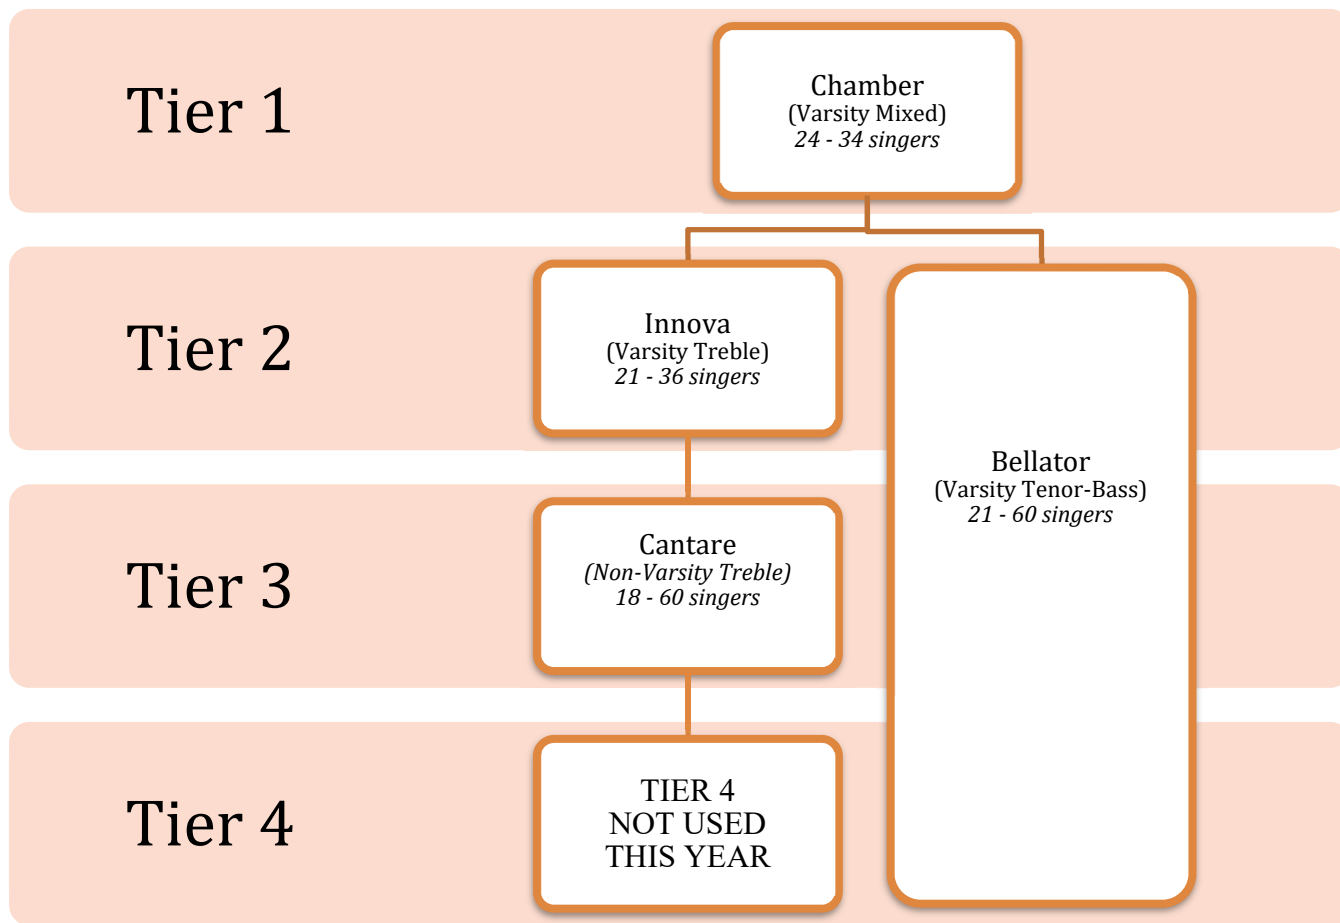 Tier 1
Chamber
(Varsity Mixed)
24 - 34 singers
Tier 2
Innova
(Varsity Treble)
21 - 36 singers
Bellator
(Varsity Tenor-Bass)
21 - 60 singers
Tier 3
Cantare
(Non-Varsity Treble)
18 - 60 singers
Tier 4
TIER 4
NOT USED
THIS YEAR